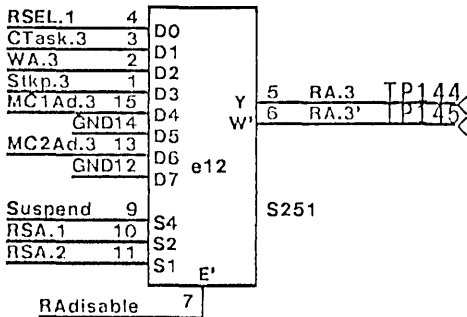 RSEL.1 4 D0
CTask.3 3 D1
WA.3 2 D2
Stkp.3 1 D3
MC1Ad.3 15 D4
GND14 D5
MC2Ad.3 13 D6
GND12 D7
e12
Y 5 RA.3 TP144
W' 6 RA.3' TP145
S251
Suspend 9 S4
RSA.1 10 S2
RSA.2 11 S1
E'
RAdisable 7